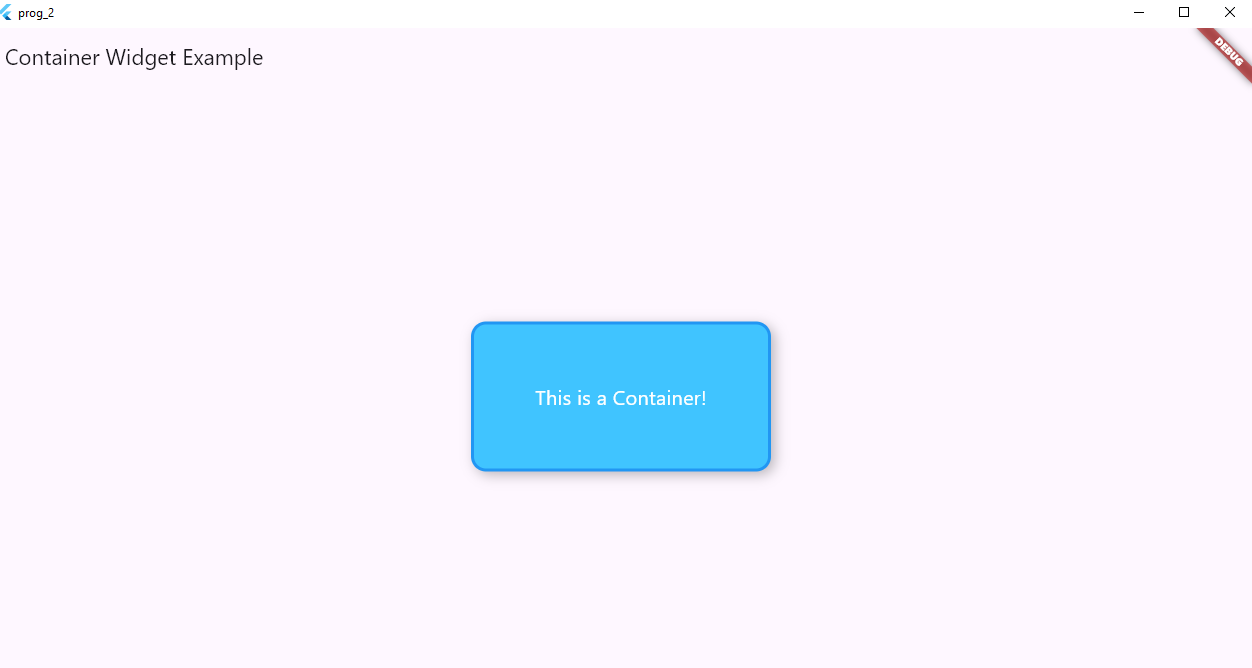 prog_2
Container Widget Example
DEBUG
This is a Container!